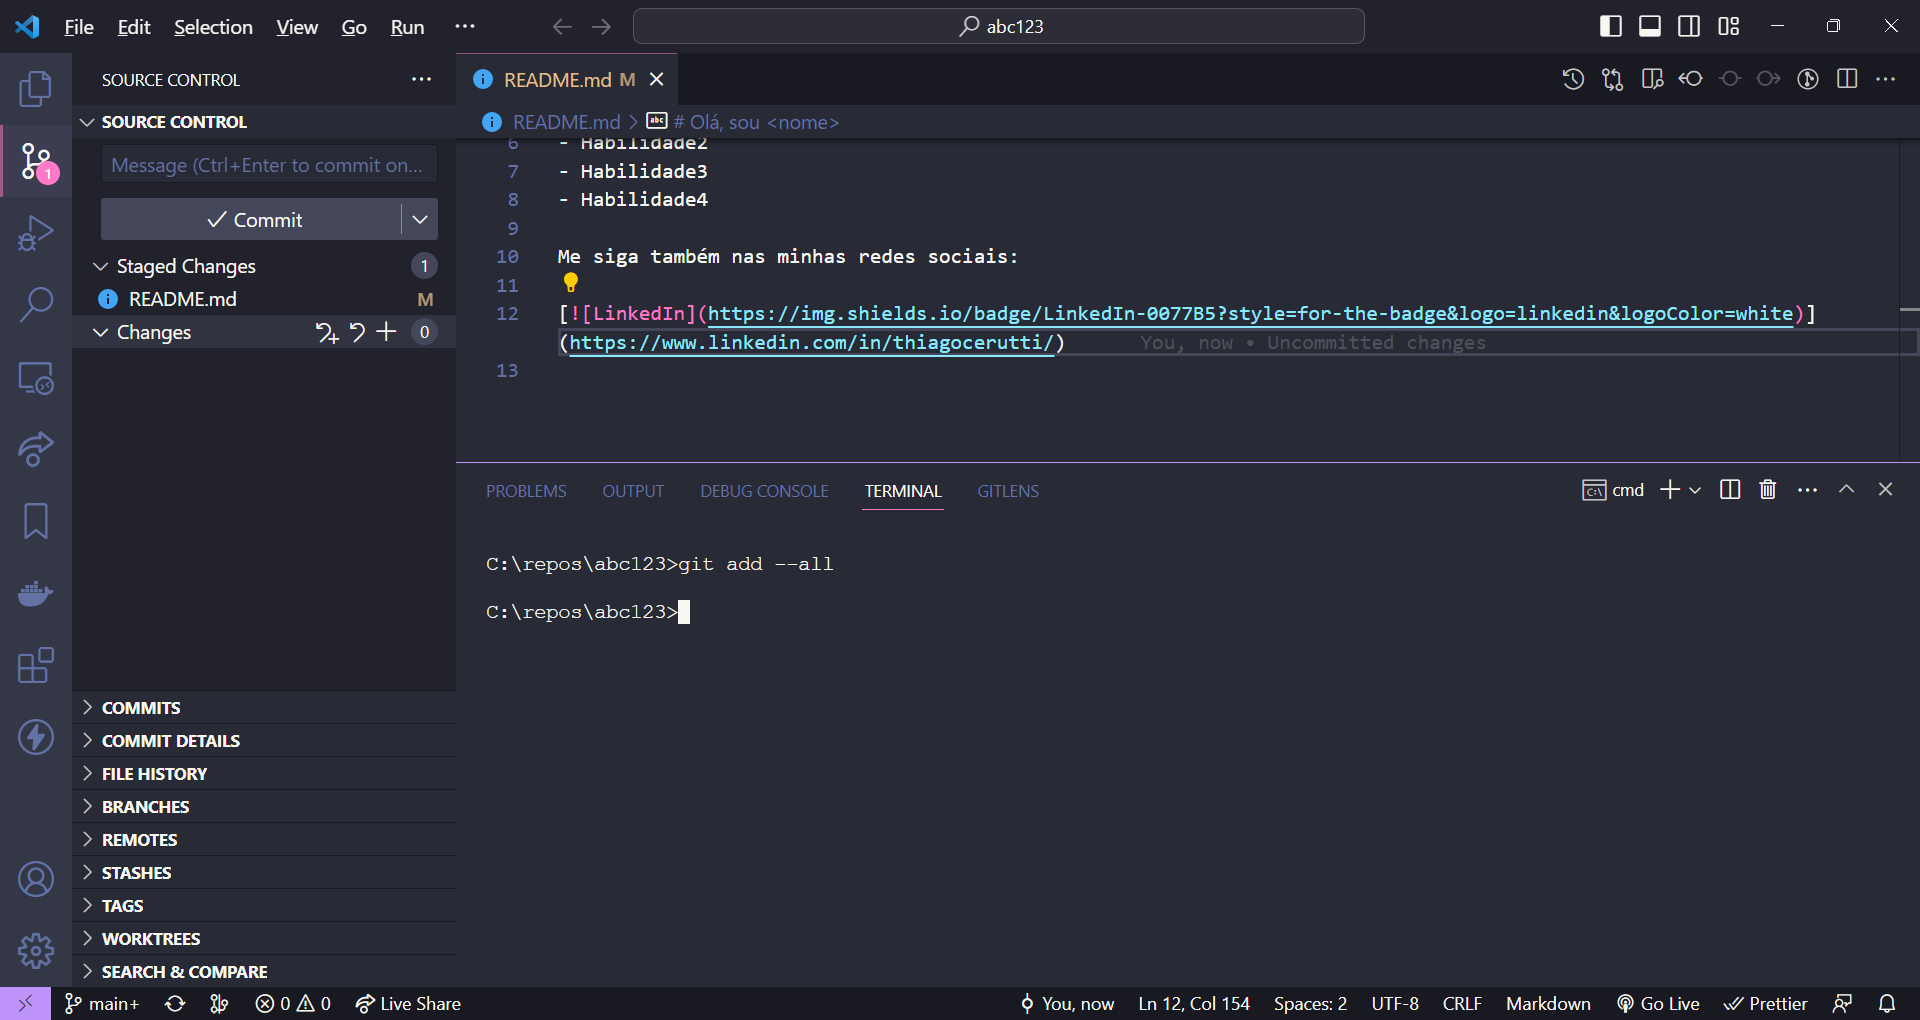 File Edit Selection View Go Run
abc123
SOURCE CONTROL
SOURCE CONTROL
1
Message (Ctrl+Enter to commit on...
Commit
Staged Changes 1
README.md M
Changes 0
COMMITS
COMMIT DETAILS
FILE HISTORY
BRANCHES
REMOTES
STASHES
TAGS
WORKTREES
SEARCH & COMPARE
README.md M
README.md > abc # Olá, sou <nome>
6 - Habilidade2
7 - Habilidade3
8 - Habilidade4
9
10 Me siga também nas minhas redes sociais:
11
12 [![LinkedIn](https://img.shields.io/badge/LinkedIn-0077B5?style=for-the-badge&logo=linkedin&logoColor=white)]
(https://www.linkedin.com/in/thiagocerutti/) You, now • Uncommitted changes
13
PROBLEMS OUTPUT DEBUG CONSOLE TERMINAL GITLENS
cmd
C:\repos\abc123>git add --all
C:\repos\abc123>
main+ 0 0 Live Share You, now Ln 12, Col 154 Spaces: 2 UTF-8 CRLF Markdown Go Live Prettier